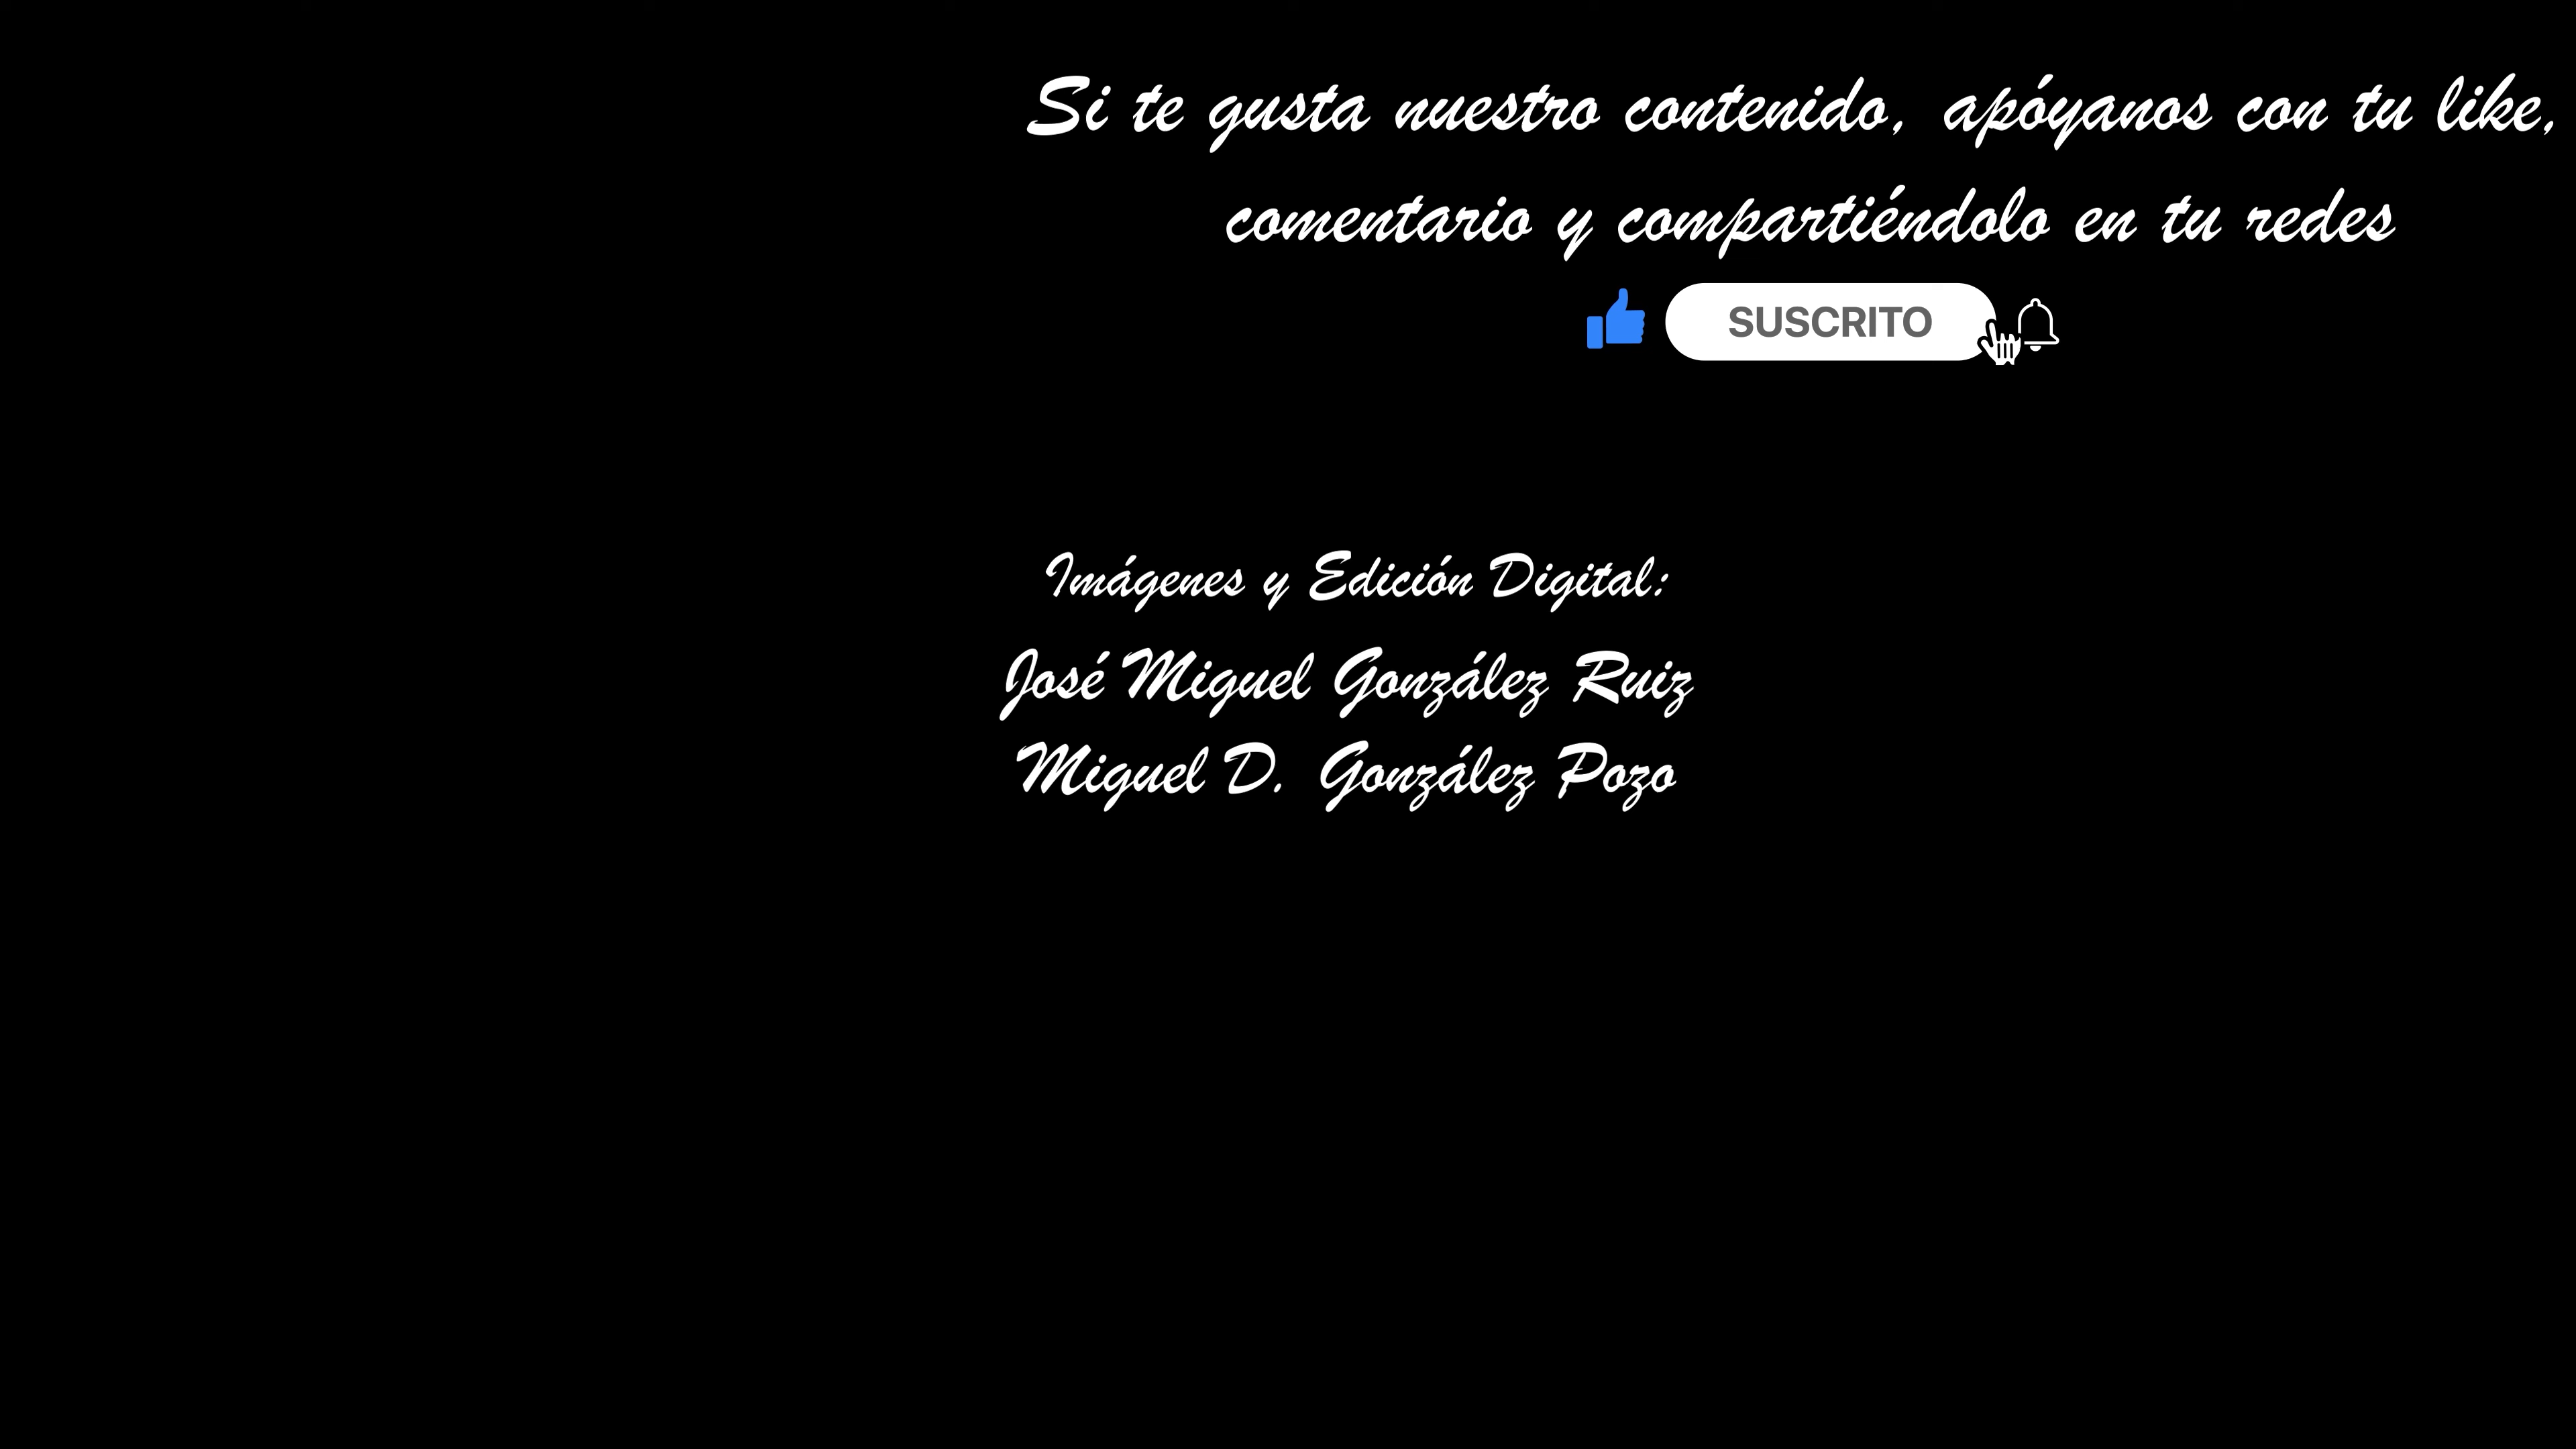 Si te gusta nuestro contenido, apóyanos con tu like,
comentario y compartiéndolo en tu redes
SUSCRITO
Imágenes y Edición Digital:
José Miguel González Ruiz
Miguel D. González Pozo